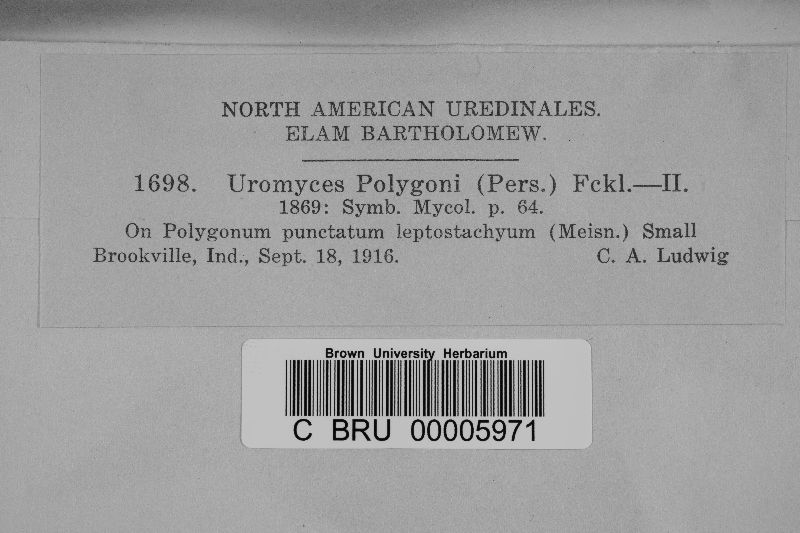 NORTH AMERICAN UREDINALES.
ELAM BARTHOLOMEW.
1698. Uromyces Polygoni (Pers.) Fckl.—II.
1869: Symb. Mycol. p. 64.
On Polygonum punctatum leptostachyum (Meisn.) Small
Brookville, Ind., Sept. 18, 1916. C. A. Ludwig
Brown University Herbarium
C BRU 00005971